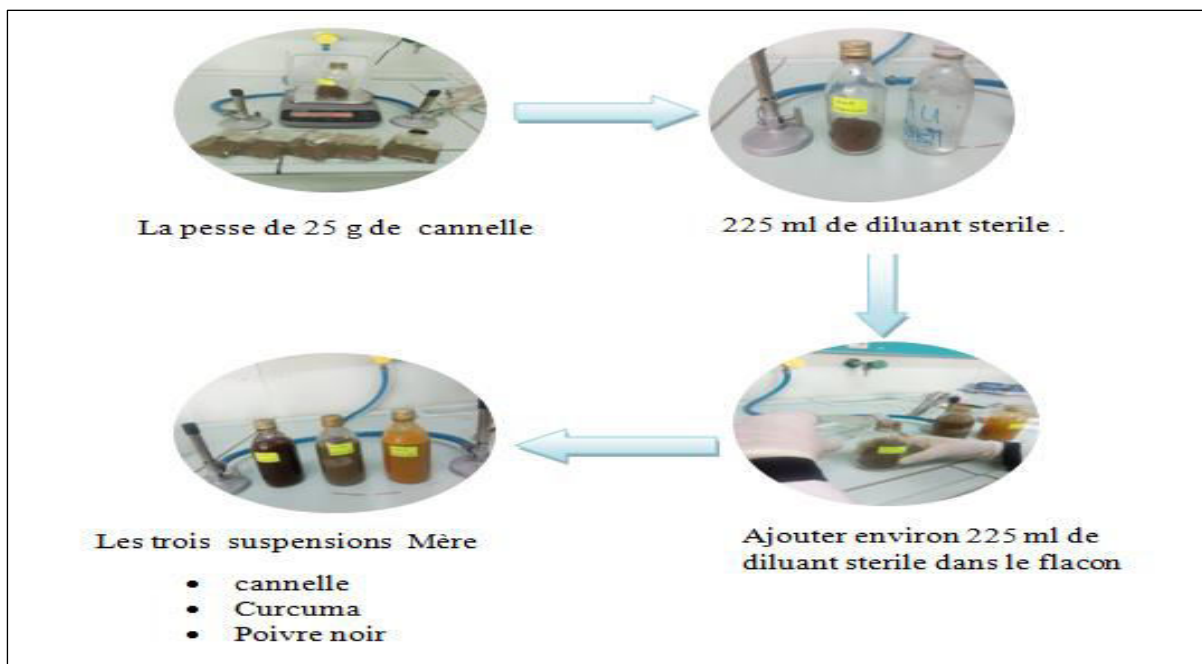 La pesse de 25 g de cannelle
225 ml de diluant sterile .
Ajouter environ 225 ml de
diluant sterile dans le flacon
Les trois suspensions Mère
• cannelle
• Curcuma
• Poivre noir